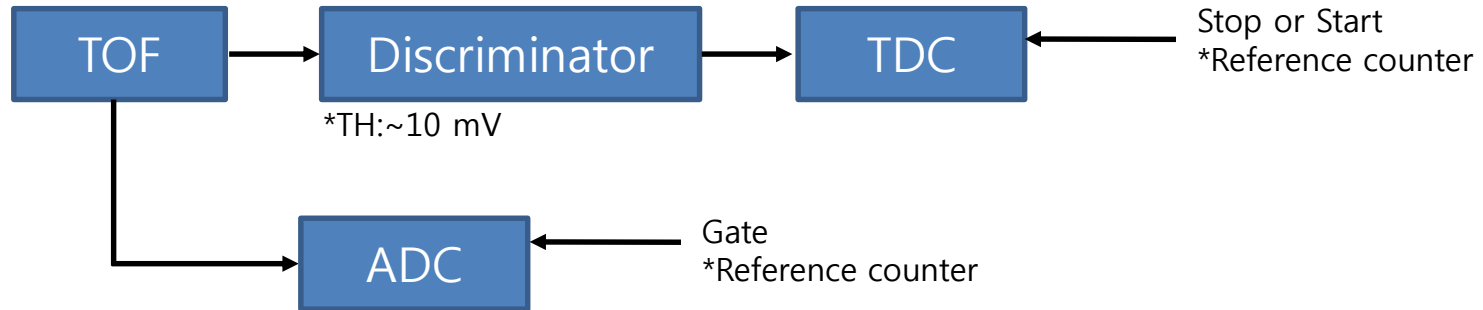 TOF
Discriminator
TDC
Stop or Start
*Reference counter
*TH:~10 mV
ADC
Gate
*Reference counter